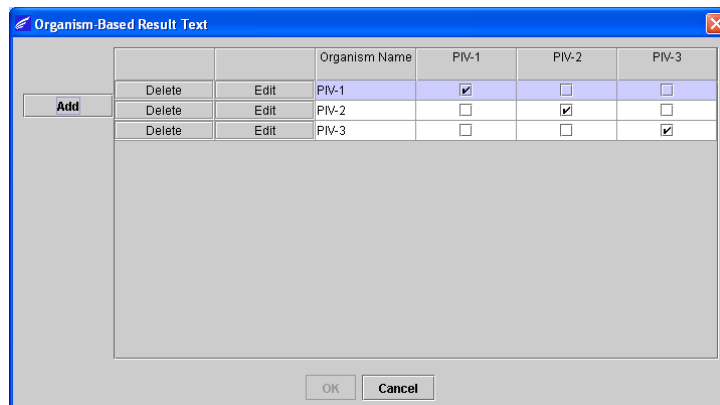 Organism-Based Result Text
Organism Name PIV-1 PIV-2 PIV-3
Delete Edit PIV-1
Add
Delete Edit PIV-2
Delete Edit PIV-3
OK Cancel